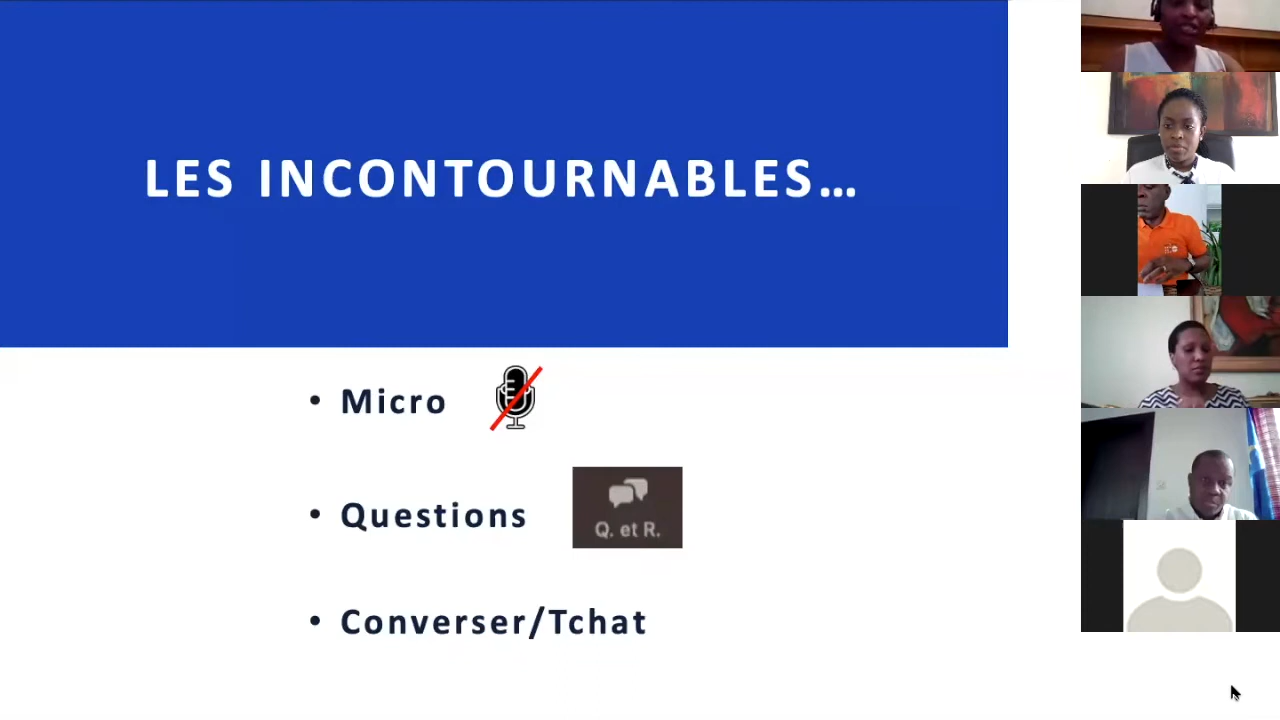 LES INCONTOURNABLES…
• Micro
• Questions
Q. et R.
• Converser/Tchat